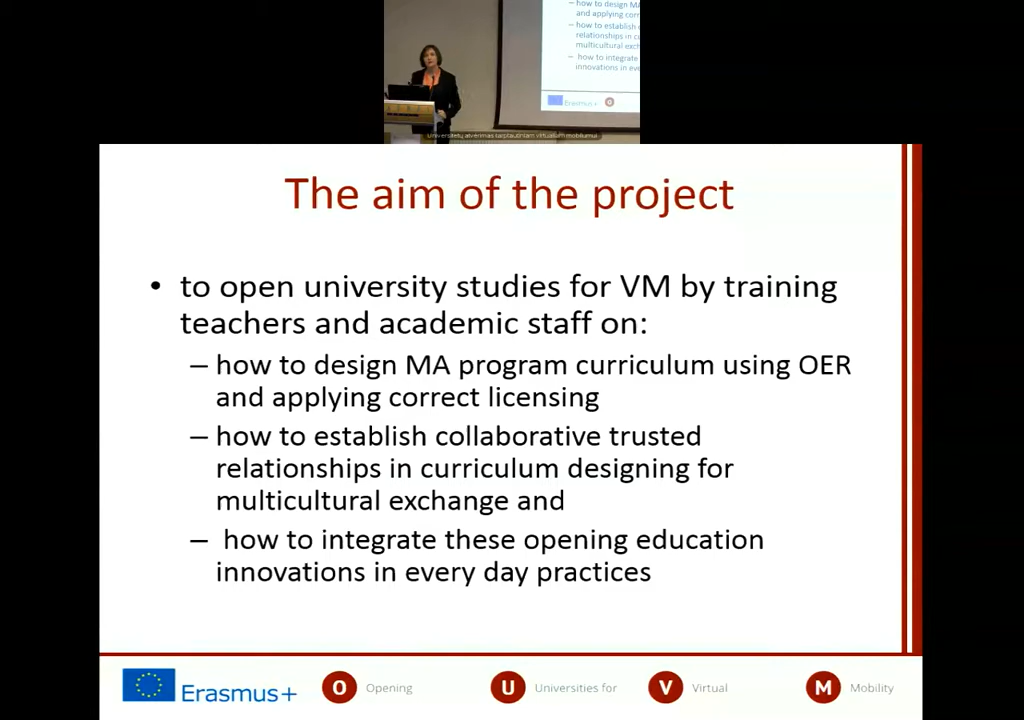 – how to design MA
and applying corr
– how to establish
relationships in cu
multicultural exch
– how to integrate
innovations in eve
Erasmus+ O
Universitetų atvėrimas tarptautiniam virtualiam mobilumui
The aim of the project
• to open university studies for VM by training
teachers and academic staff on:
– how to design MA program curriculum using OER
and applying correct licensing
– how to establish collaborative trusted
relationships in curriculum designing for
multicultural exchange and
– how to integrate these opening education
innovations in every day practices
Erasmus+ O Opening U Universities for V Virtual M Mobility